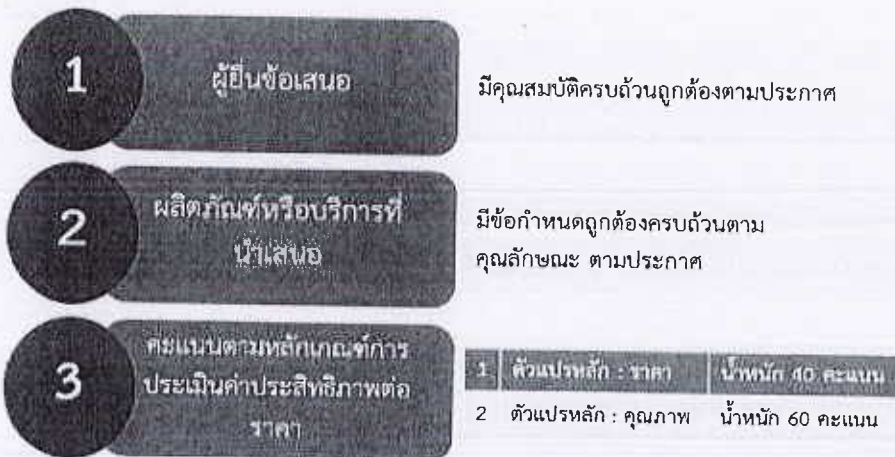 1
ผู้ยื่นข้อเสนอ
มีคุณสมบัติครบถ้วนถูกต้องตามประกาศ
2
ผลิตภัณฑ์หรือบริการที่
นำเสนอ
มีข้อกำหนดถูกต้องครบถ้วนตาม
คุณลักษณะ ตามประกาศ
3
คะแนนตามหลักเกณฑ์การ
ประเมินค่าประสิทธิภาพต่อ
ราคา
1 ตัวแปรหลัก : ราคา น้ำหนัก 40 คะแนน
2 ตัวแปรหลัก : คุณภาพ น้ำหนัก 60 คะแนน